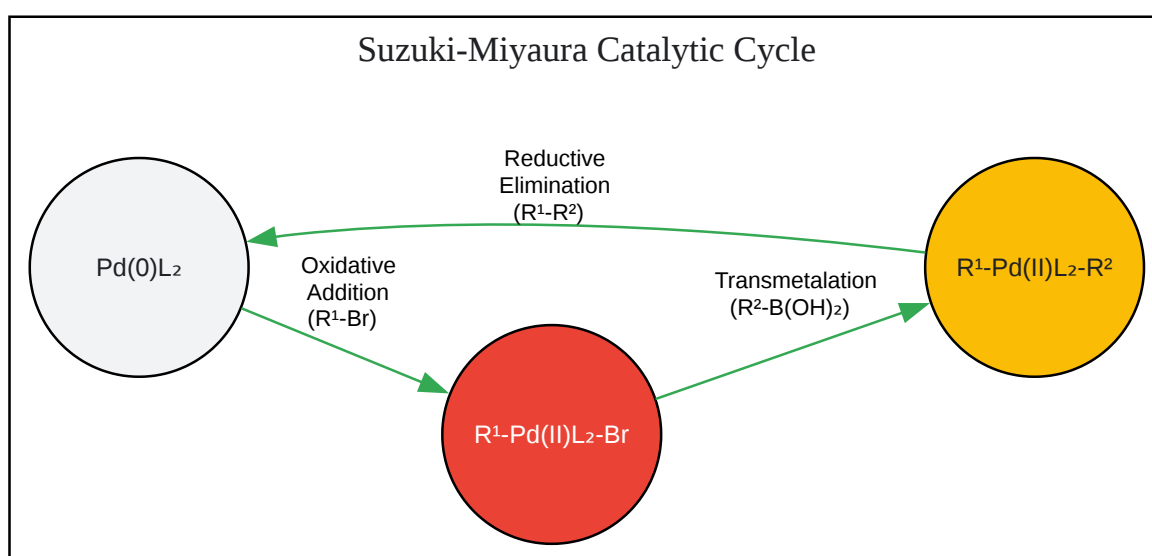 Suzuki-Miyaura Catalytic Cycle
Reductive
Elimination
(R¹-R²)
Pd(0)L₂
Oxidative
Addition
(R¹-Br)
Transmetalation
(R²-B(OH)₂)
R¹-Pd(II)L₂-R²
R¹-Pd(II)L₂-Br